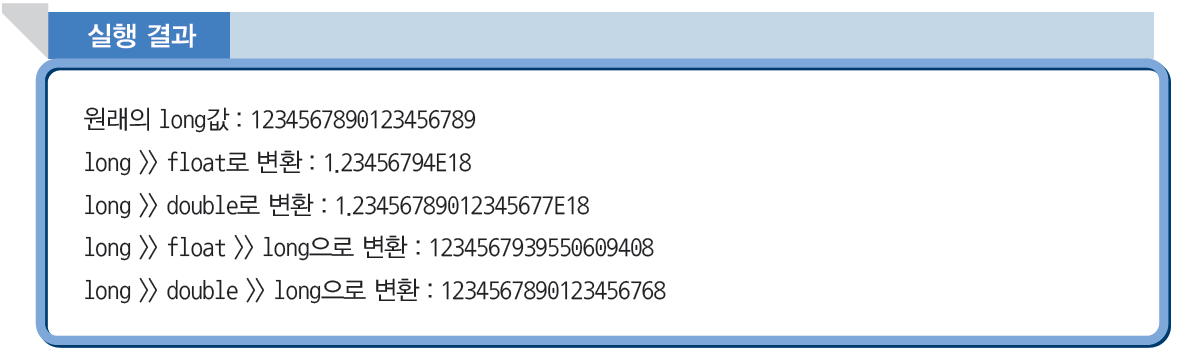 실행 결과
원래의 long값 : 1234567890123456789
long >> float로 변환 : 1.23456794E18
long >> double로 변환 : 1.23456789012345677E18
long >> float >> long으로 변환 : 1234567939550609408
long >> double >> long으로 변환 : 1234567890123456768